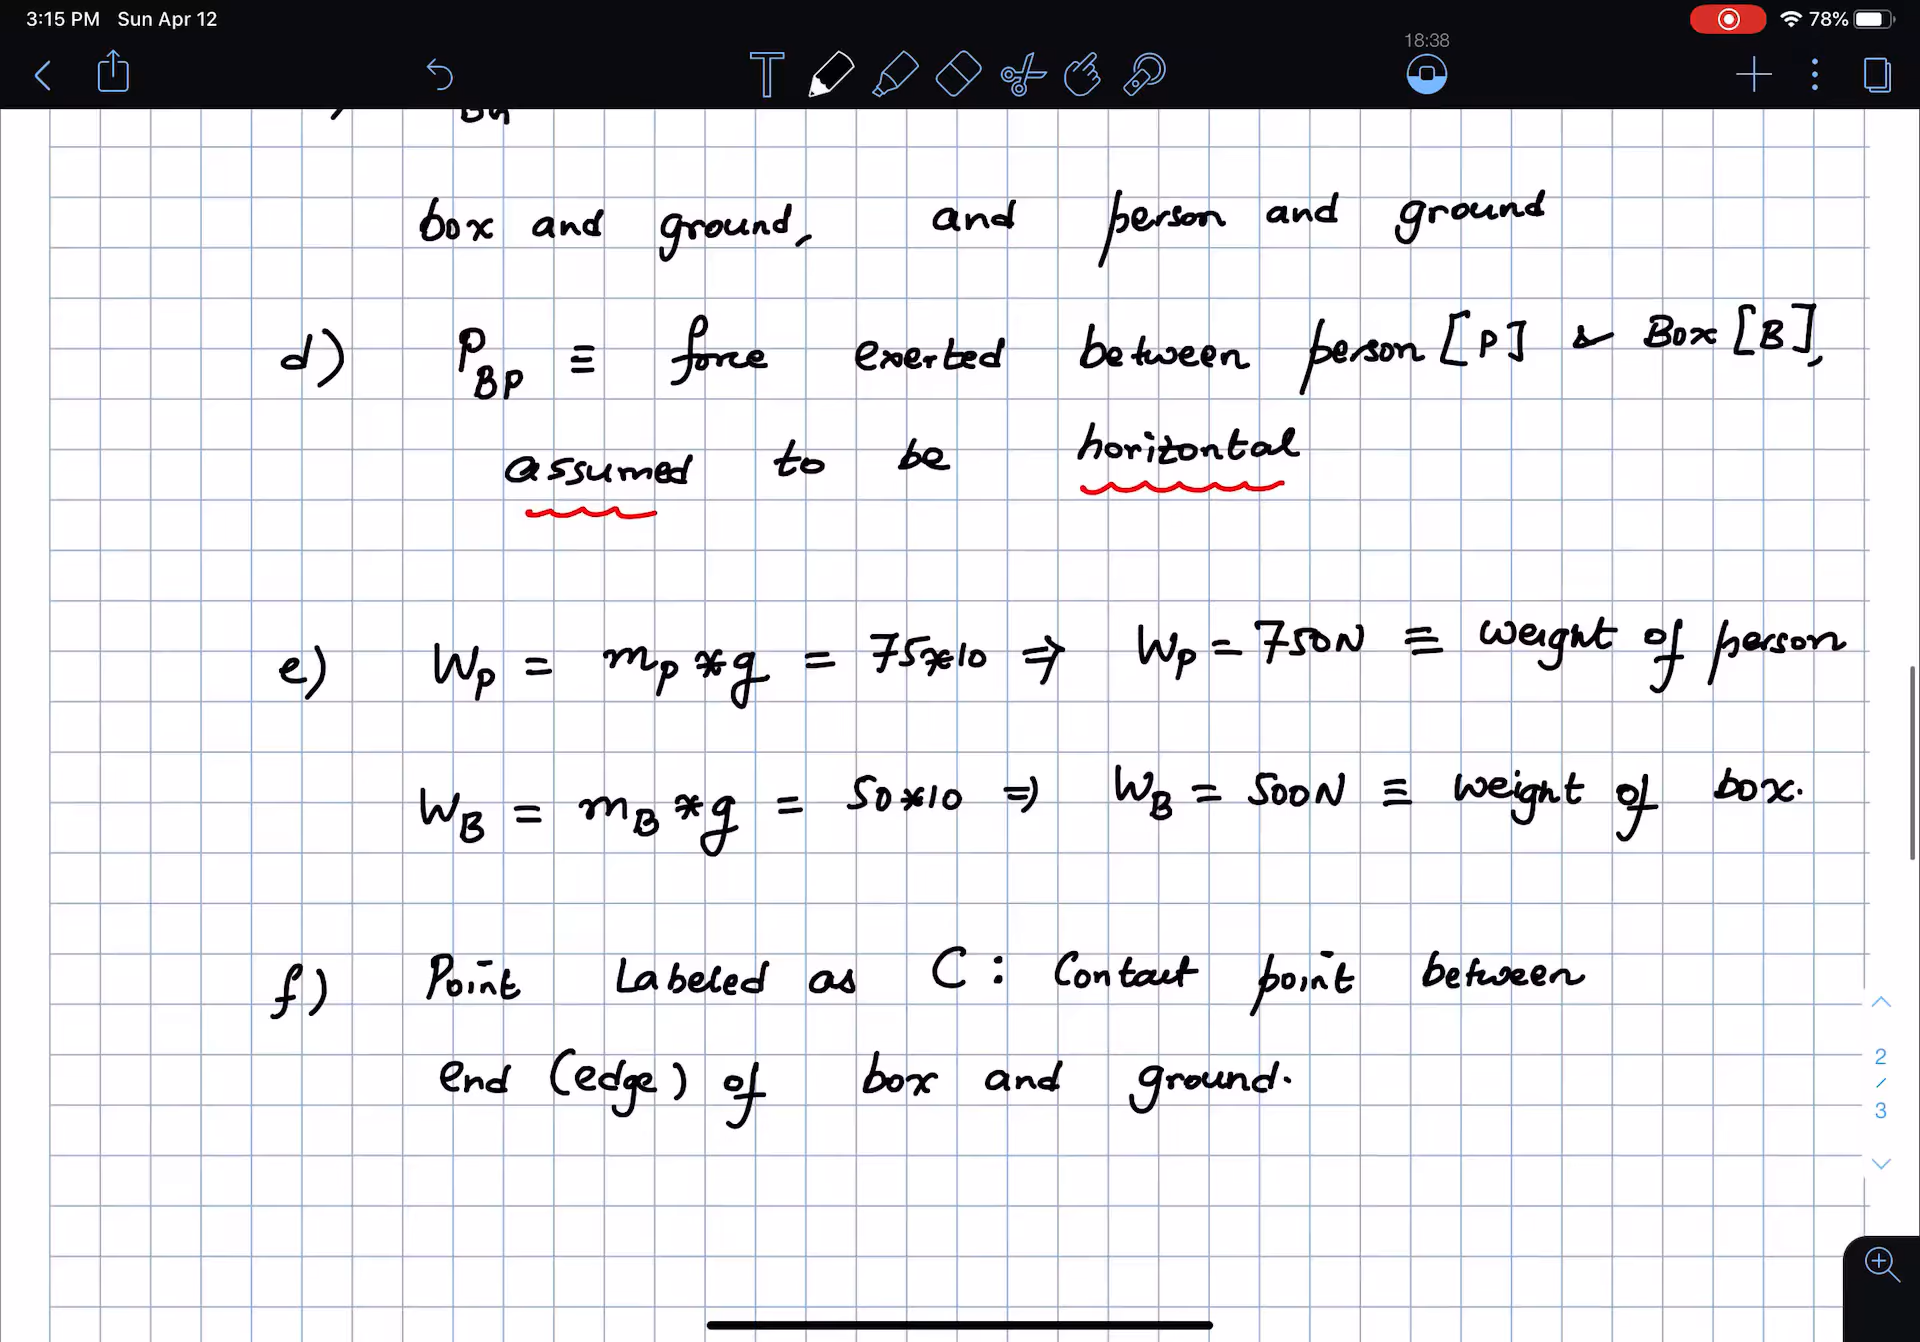 3:15 PM Sun Apr 12
78%
18:38
box and ground, and person and ground
d) P_BP ≡ force exerted between person [P] & Box [B],
assumed to be horizontal
e) W_P = m_P * g = 75*10 ⇒ W_P = 750N ≡ weight of person
W_B = m_B * g = 50*10 ⇒ W_B = 500N ≡ weight of box.
f) Point Labeled as C: Contact point between
end (edge) of box and ground.
2
/
3